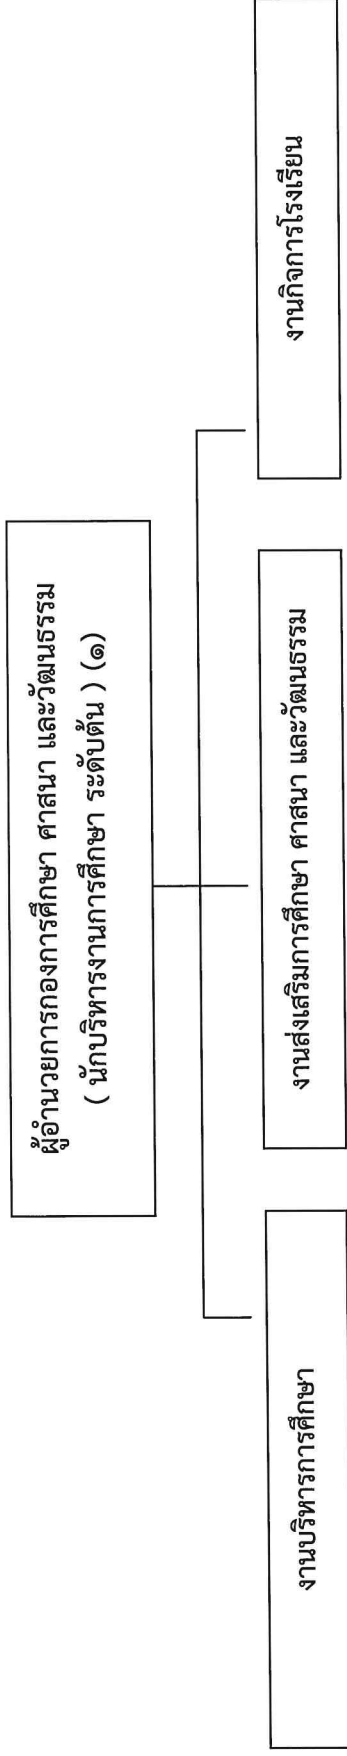 ผู้อำนวยการกองการศึกษา ศาสนา และวัฒนธรรม
( นักบริหารงานการศึกษา ระดับต้น ) (๑)
งานบริหารการศึกษา
งานส่งเสริมการศึกษา ศาสนา และวัฒนธรรม
งานกิจการโรงเรียน